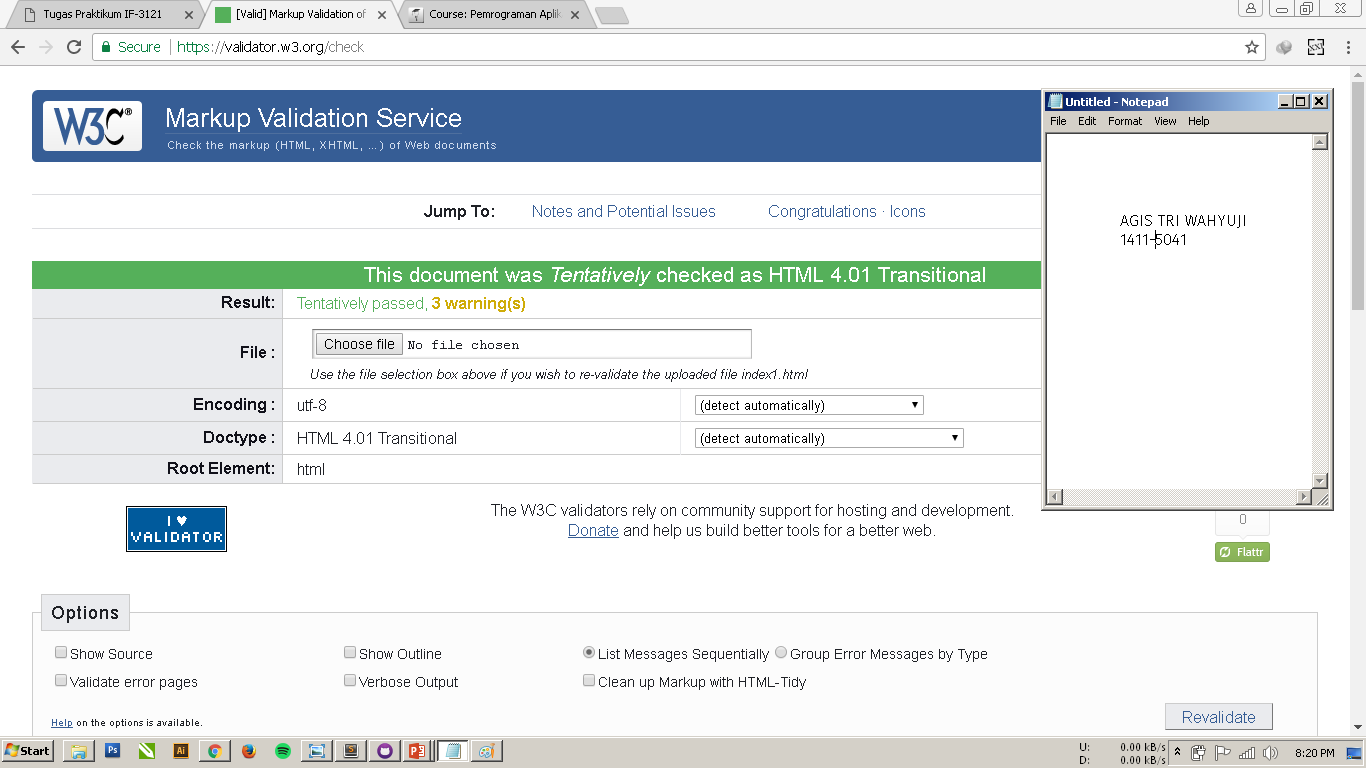 Tugas Praktikum IF-3121
[Valid] Markup Validation of
Course: Pemrograman Aplik
Secure
https://validator.w3.org/check
W3C®
Markup Validation Service
Check the markup (HTML, XHTML, …) of Web documents
Jump To:
Notes and Potential Issues
Congratulations · Icons
This document was Tentatively checked as HTML 4.01 Transitional
Result:
Tentatively passed, 3 warning(s)
File :
Choose file
No file chosen
Use the file selection box above if you wish to re-validate the uploaded file index1.html
Encoding :
utf-8
(detect automatically)
Doctype :
HTML 4.01 Transitional
(detect automatically)
Root Element:
html
I ♥
VALIDATOR
The W3C validators rely on community support for hosting and development.
Donate and help us build better tools for a better web.
0
Flattr
Untitled - Notepad
File Edit Format View Help
AGIS TRI WAHYUJI
1411-5041
Options
Show Source
Show Outline
List Messages Sequentially
Group Error Messages by Type
Validate error pages
Verbose Output
Clean up Markup with HTML-Tidy
Help on the options is available.
Revalidate
Start
Ps
Ai
U: 0.00 kB/s
D: 0.00 kB/s
8:20 PM